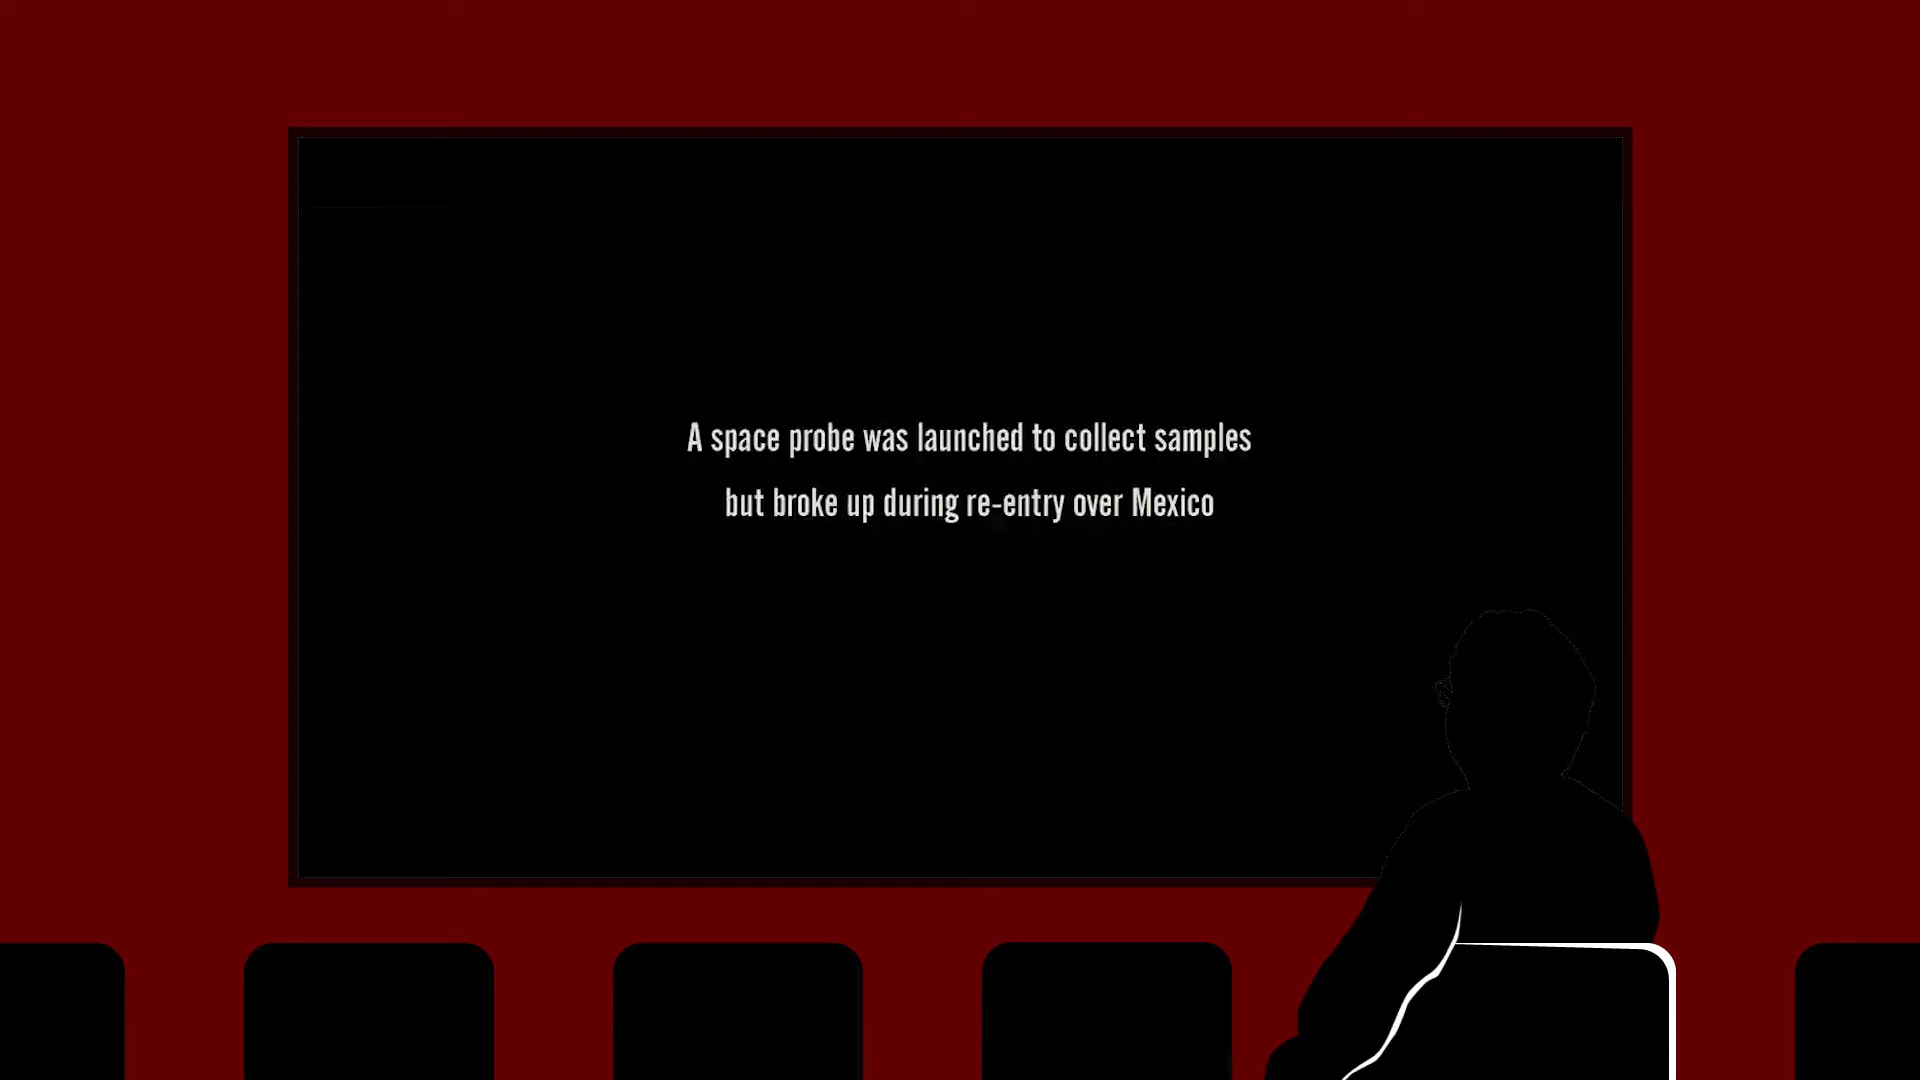 A space probe was launched to collect samples
but broke up during re-entry over Mexico